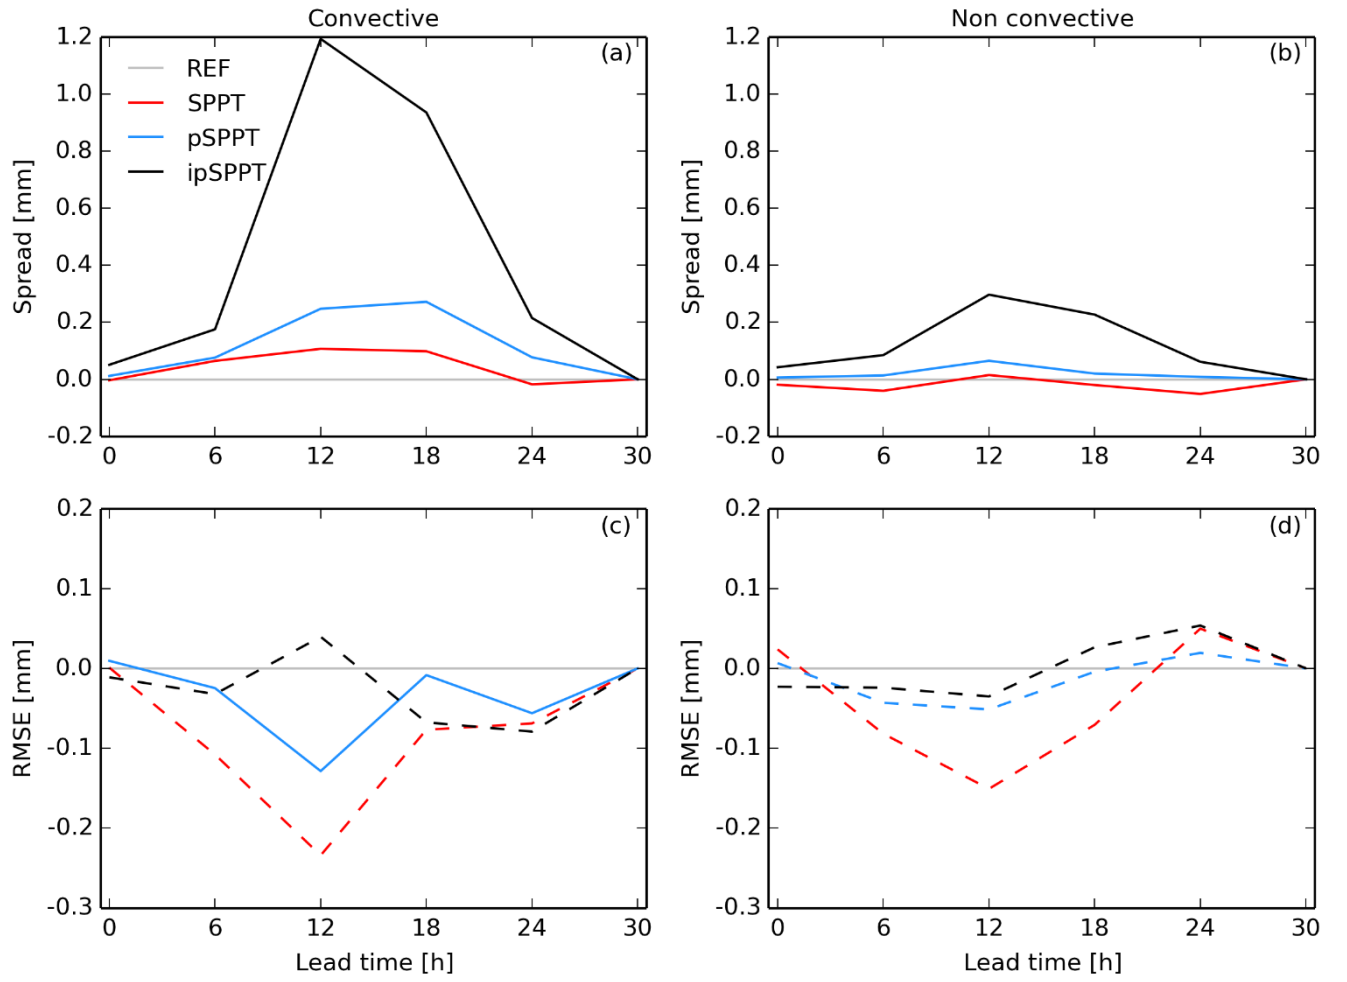 Convective
(a)
1.2
1.0
0.8
0.6
0.4
0.2
0.0
-0.2
Spread [mm]
REF
SPPT
pSPPT
ipSPPT
0 6 12 18 24 30
Non convective
(b)
1.2
1.0
0.8
0.6
0.4
0.2
0.0
-0.2
Spread [mm]
0 6 12 18 24 30
(c)
0.2
0.1
0.0
-0.1
-0.2
-0.3
RMSE [mm]
0 6 12 18 24 30
Lead time [h]
(d)
0.2
0.1
0.0
-0.1
-0.2
-0.3
RMSE [mm]
0 6 12 18 24 30
Lead time [h]